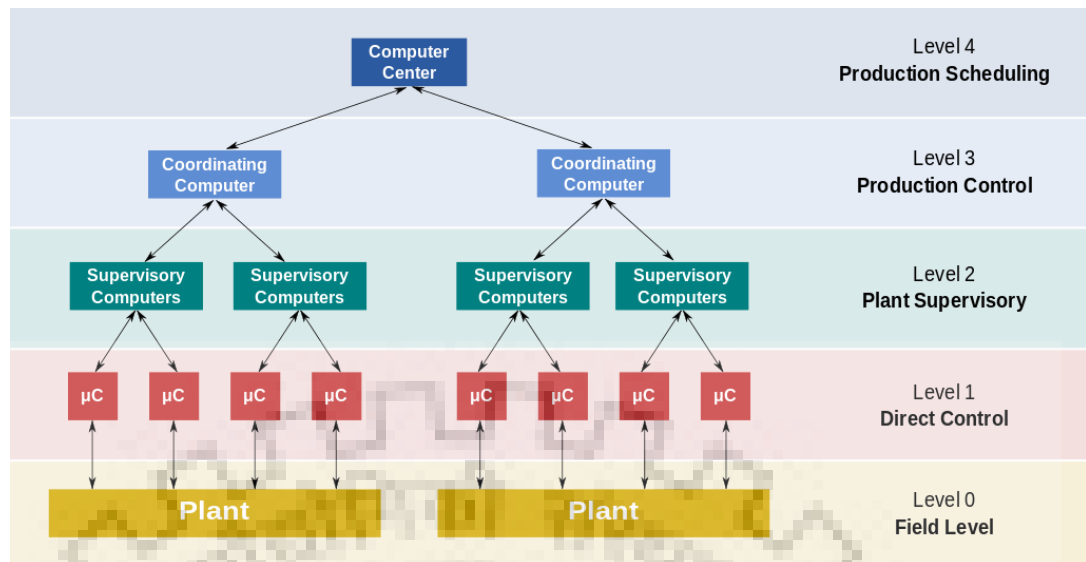 Computer
Center
Level 4
Production Scheduling
Coordinating
Computer
Coordinating
Computer
Level 3
Production Control
Supervisory
Computers
Supervisory
Computers
Supervisory
Computers
Supervisory
Computers
Level 2
Plant Supervisory
μC
μC
μC
μC
μC
μC
μC
μC
Level 1
Direct Control
Plant
Plant
Level 0
Field Level